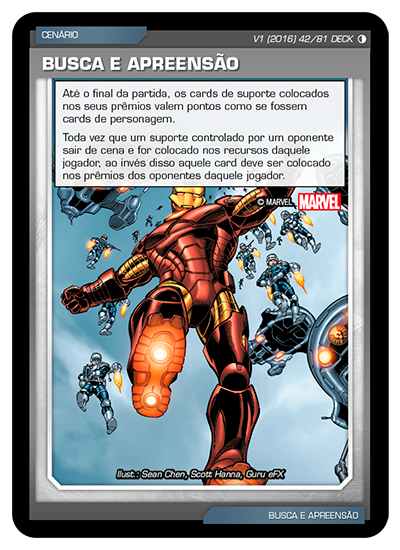 CENÁRIO
V1 (2016) 42/81 DECK
BUSCA E APREENSÃO
Até o final da partida, os cards de suporte colocados
nos seus prêmios valem pontos como se fossem
cards de personagem.
Toda vez que um suporte controlado por um oponente
sair de cena e for colocado nos recursos daquele
jogador, ao invés disso aquele card deve ser colocado
nos prêmios dos oponentes daquele jogador.
© MARVEL MARVEL
Ilust.: Sean Chen, Scott Hanna, Guru eFX
BUSCA E APREENSÃO